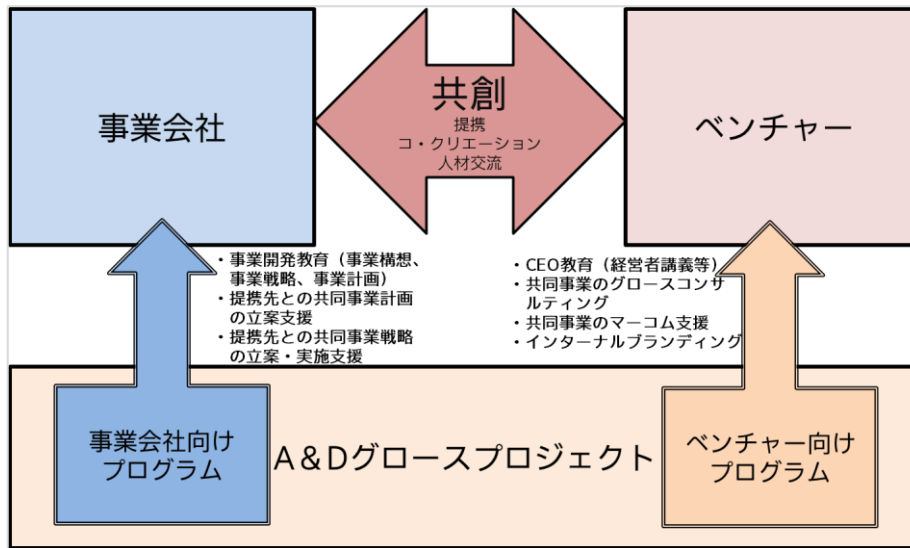 事業会社
共創
提携
コ・クリエーション
人材交流
ベンチャー
・事業開発教育（事業構想、
事業戦略、事業計画）
・提携先との共同事業計画
の立案支援
・提携先との共同事業戦略
の立案・実施支援
・CEO教育（経営者講義等）
・共同事業のグロースコンサ
ルティング
・共同事業のマーコム支援
・インターナルブランディング
事業会社向け
プログラム
A＆Dグロースプロジェクト
ベンチャー向け
プログラム